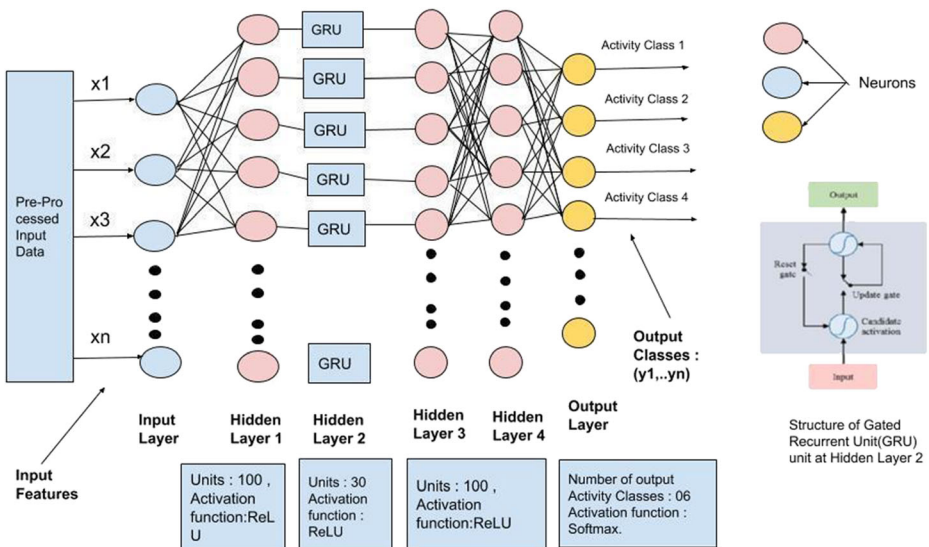 Pre-Pro
cessed
Input
Data
x1
x2
x3
xn
GRU
GRU
GRU
GRU
GRU
GRU
Activity Class 1
Activity Class 2
Activity Class 3
Activity Class 4
Output
Classes :
(y1,..yn)
Input
Features
Input
Layer
Hidden
Layer 1
Hidden
Layer 2
Hidden
Layer 3
Hidden
Layer 4
Output
Layer
Units : 100 ,
Activation
function:ReL
U
Units : 30
Activation
function :
ReLU
Units : 100 ,
Activation
function:ReLU
Number of output
Activity Classes : 06
Activation function :
Softmax.
Neurons
Output
Reset
gate
Update gate
Candidate
activation
Input
Structure of Gated
Recurrent Unit(GRU)
unit at Hidden Layer 2